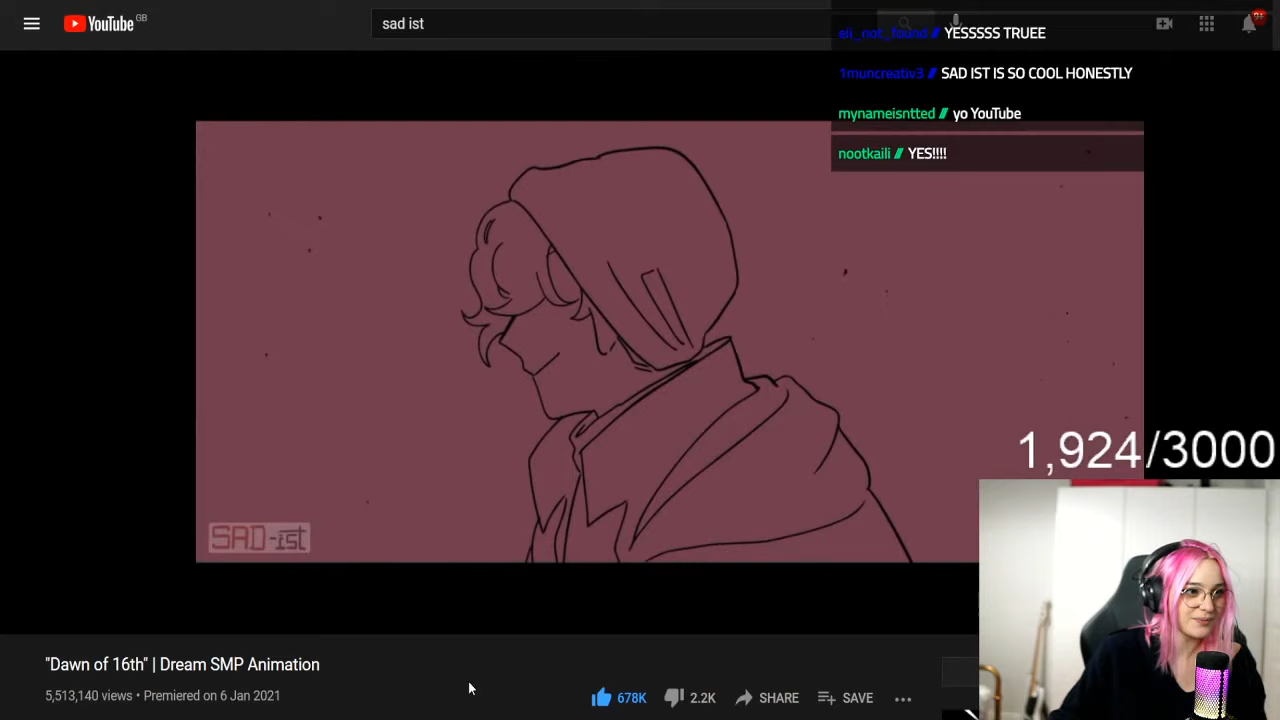 YouTube GB
sad ist
9+
eli_not_found // YESSSSS TRUEE
1muncreativ3 // SAD IST IS SO COOL HONESTLY
mynameisntted // yo YouTube
nootkaili // YES!!!!
1,924/3000
SAD-ist
"Dawn of 16th" | Dream SMP Animation
5,513,140 views • Premiered on 6 Jan 2021
678K
2.2K
SHARE
SAVE